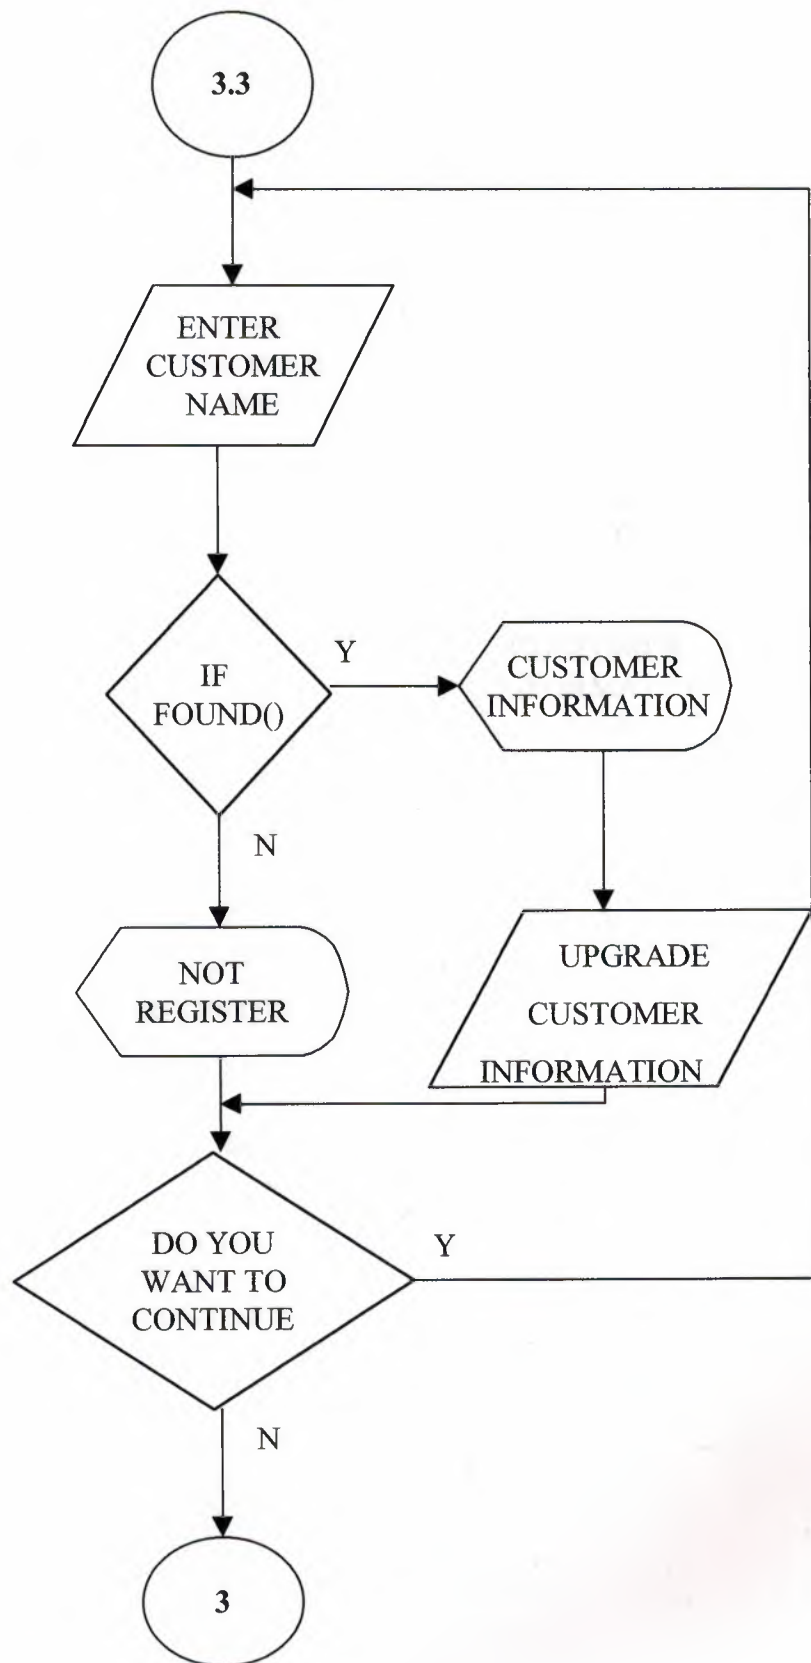 3.3
ENTER
CUSTOMER
NAME
IF
FOUND()
Y
CUSTOMER
INFORMATION
N
NOT
REGISTER
UPGRADE
CUSTOMER
INFORMATION
DO YOU
WANT TO
CONTINUE
Y
N
3